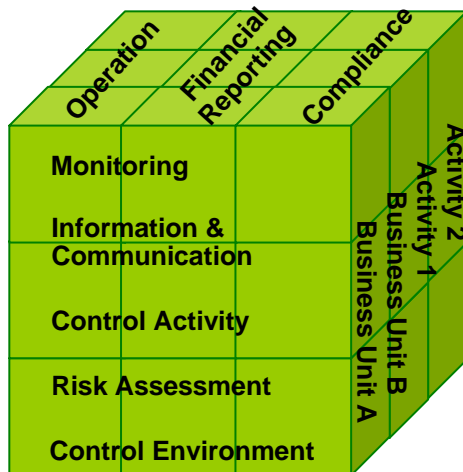 Operation
Financial
Reporting
Compliance
Monitoring
Information &
Communication
Control Activity
Risk Assessment
Control Environment
Business Unit A
Business Unit B
Activity 1
Activity 2